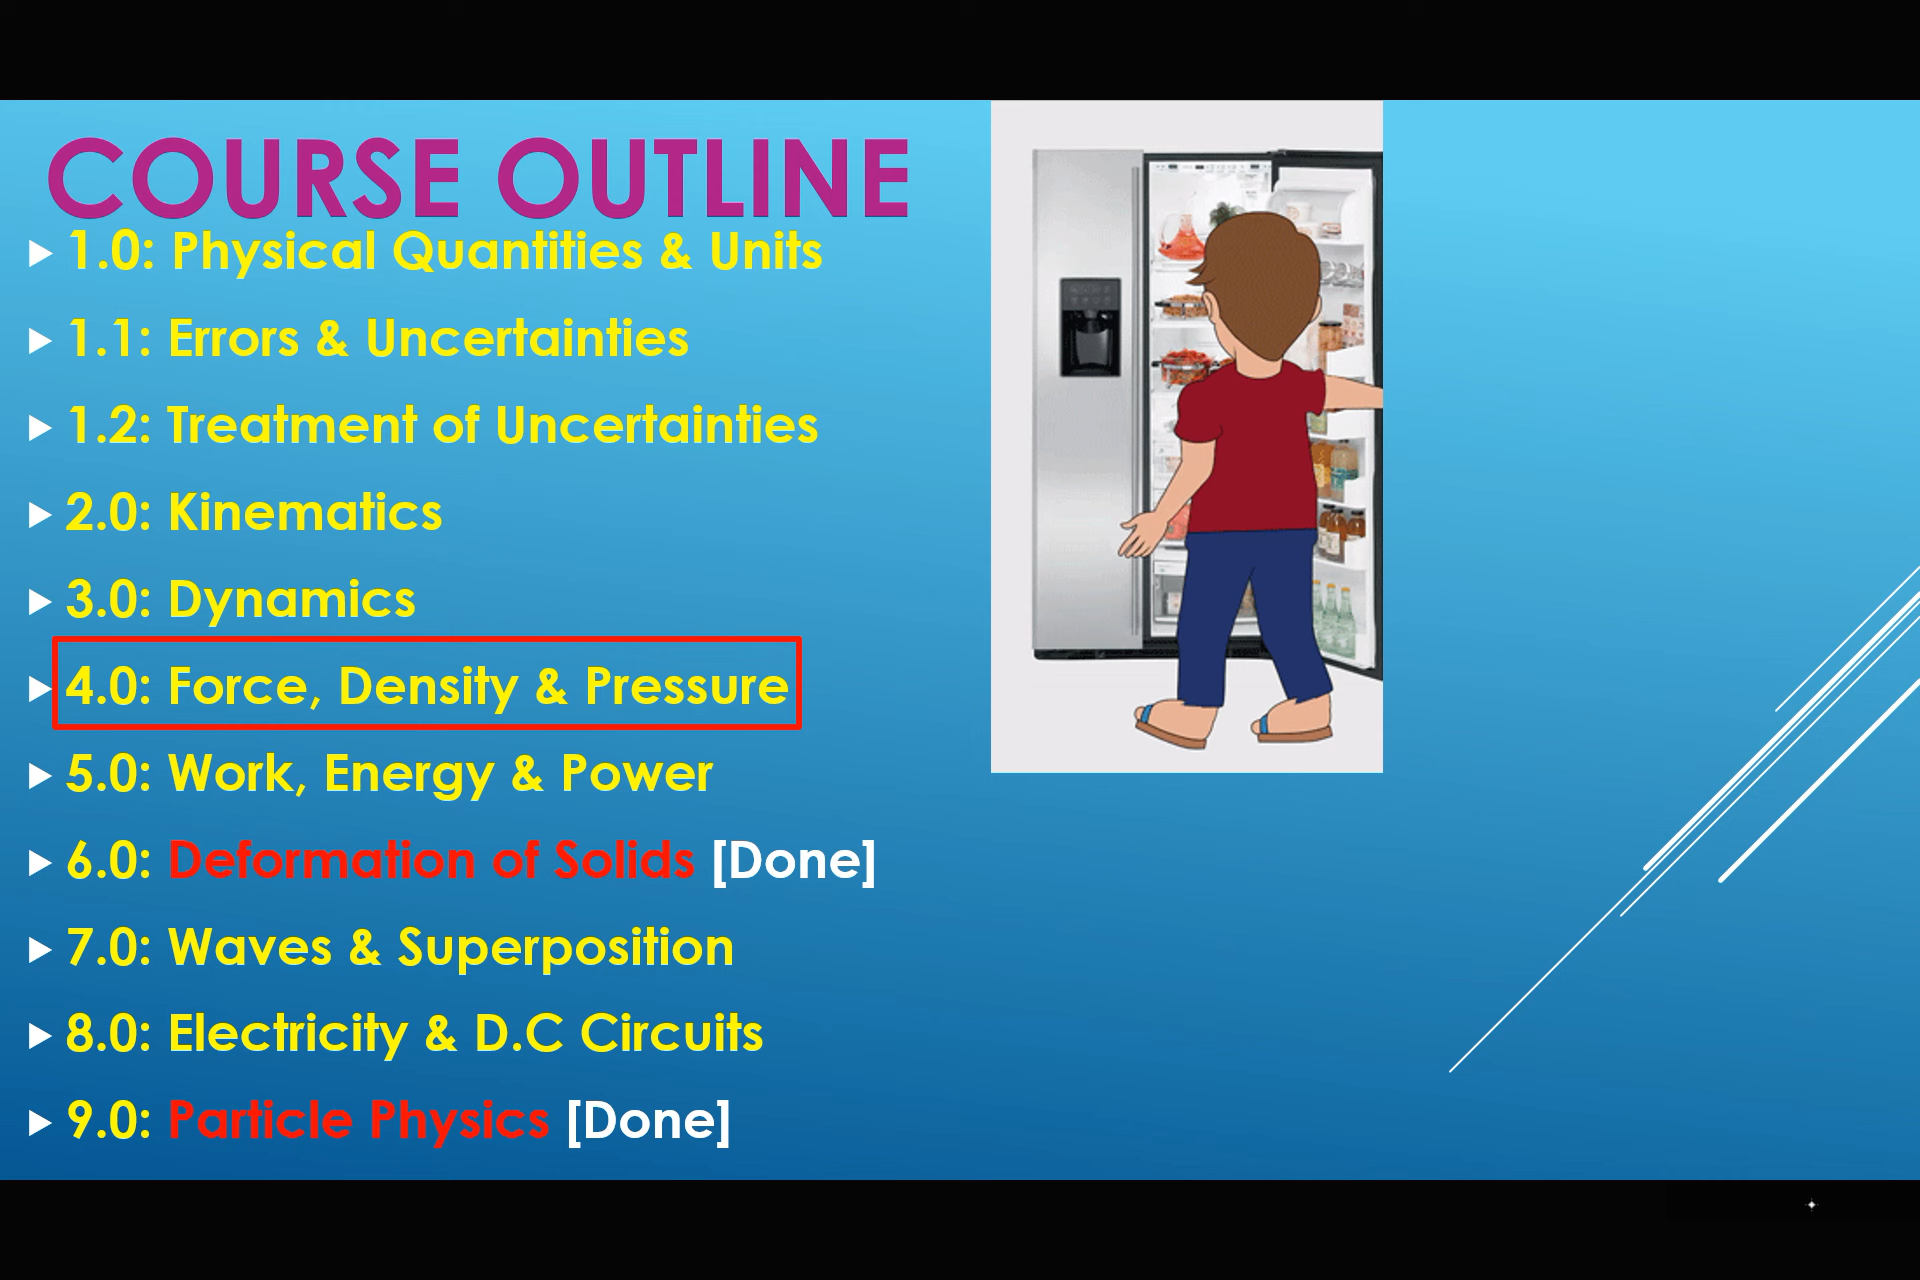 COURSE OUTLINE
1.0: Physical Quantities & Units
1.1: Errors & Uncertainties
1.2: Treatment of Uncertainties
2.0: Kinematics
3.0: Dynamics
4.0: Force, Density & Pressure
5.0: Work, Energy & Power
6.0: Deformation of Solids [Done]
7.0: Waves & Superposition
8.0: Electricity & D.C Circuits
9.0: Particle Physics [Done]